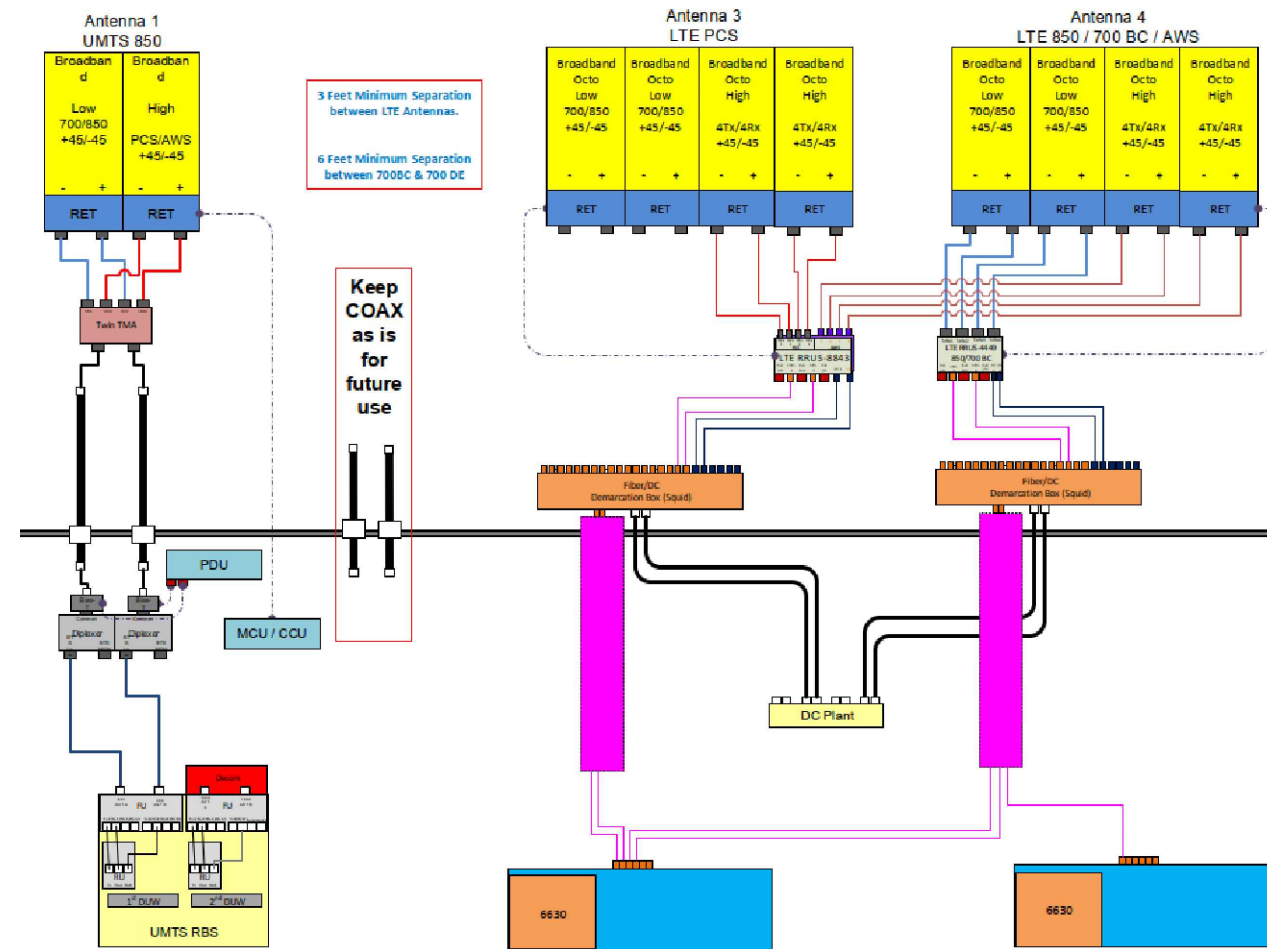 Antenna 1
UMTS 850
Broadban
d
Low
700/850
+45/-45
- +
Broadban
d
High
PCS/AWS
+45/-45
- +
RET
RET
Twin TMA
3 Feet Minimum Separation
between LTE Antennas.
6 Feet Minimum Separation
between 700BC & 700 DE
Keep
COAX
as is
for
future
use
Antenna 3
LTE PCS
Broadband
Octo
Low
700/850
+45/-45
- +
Broadband
Octo
Low
700/850
+45/-45
- +
Broadband
Octo
High
4Tx/4Rx
+45/-45
- +
Broadband
Octo
High
4Tx/4Rx
+45/-45
- +
RET
RET
RET
RET
LTE RRUS-8843
Antenna 4
LTE 850 / 700 BC / AWS
Broadband
Octo
Low
700/850
+45/-45
- +
Broadband
Octo
Low
700/850
+45/-45
- +
Broadband
Octo
High
4Tx/4Rx
+45/-45
- +
Broadband
Octo
High
4Tx/4Rx
+45/-45
- +
RET
RET
RET
RET
LTE RRUS-4449
850/700 BC
Fiber/DC
Demarcation Box (Squid)
Fiber/DC
Demarcation Box (Squid)
PDU
MCU / CCU
Common
Diplexer
Common
Diplexer
DC Plant
Decom
RU
RU
RU
RU
1st DUW
2nd DUW
UMTS RBS
6630
6630